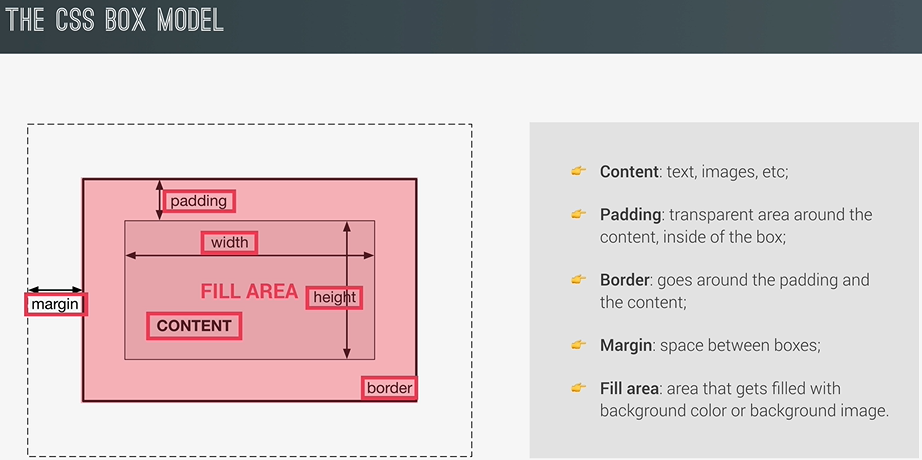 THE CSS BOX MODEL
padding
width
FILL AREA
height
margin
CONTENT
border
Content: text, images, etc;
Padding: transparent area around the
content, inside of the box;
Border: goes around the padding and
the content;
Margin: space between boxes;
Fill area: area that gets filled with
background color or background image.